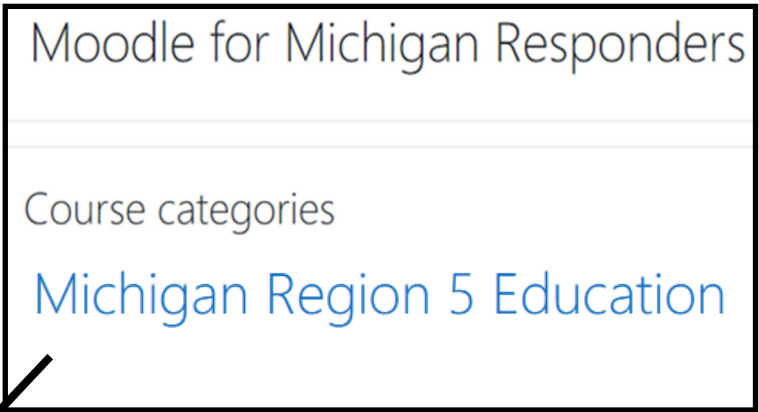 Moodle for Michigan Responders
Course categories
Michigan Region 5 Education